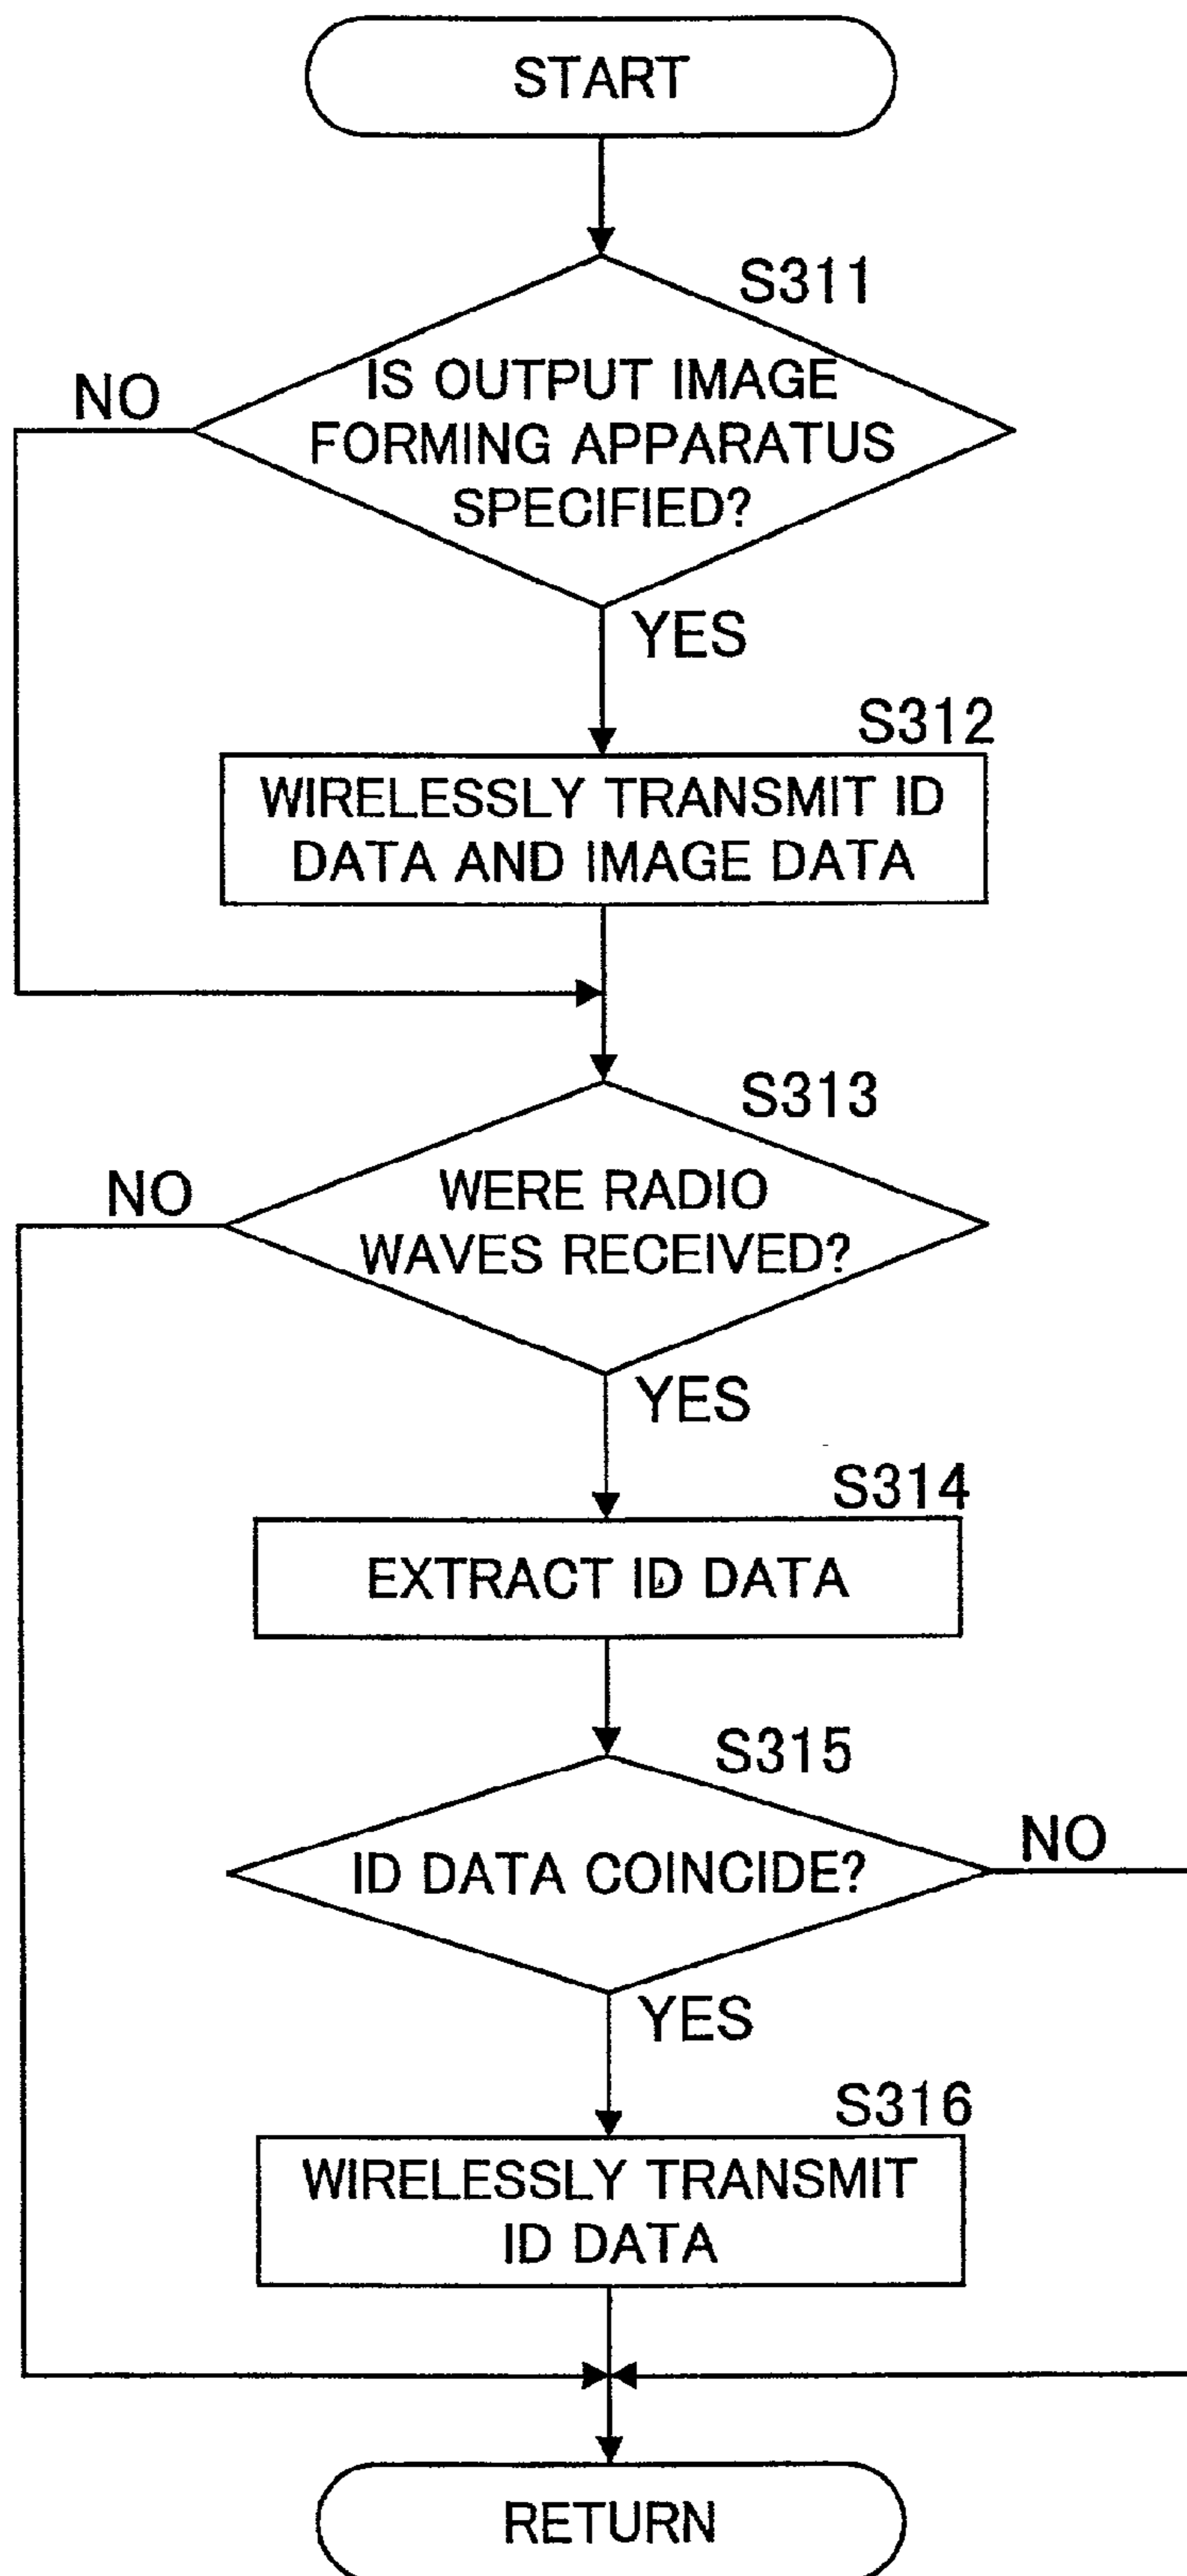 START
S311
IS OUTPUT IMAGE
FORMING APPARATUS
SPECIFIED?
NO
YES
S312
WIRELESSLY TRANSMIT ID
DATA AND IMAGE DATA
S313
WERE RADIO
WAVES RECEIVED?
NO
YES
S314
EXTRACT ID DATA
S315
ID DATA COINCIDE?
NO
YES
S316
WIRELESSLY TRANSMIT
ID DATA
RETURN